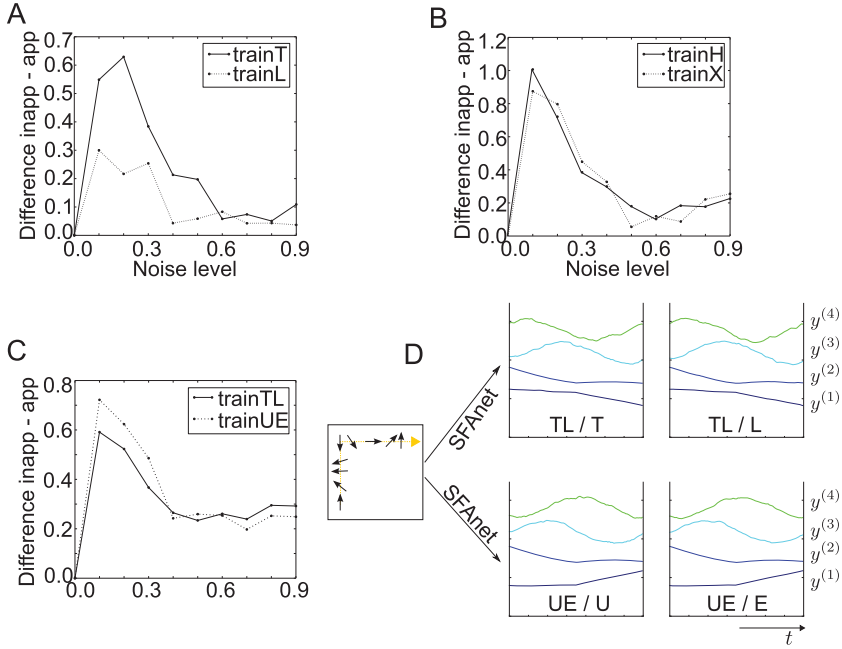 A
0.7
0.6
0.5
0.4
0.3
0.2
0.1
0.0
0.0 0.3 0.6 0.9
Difference inapp - app
Noise level
trainT
trainL
B
1.2
1.0
0.8
0.6
0.4
0.2
0.0
0.0 0.3 0.6 0.9
Difference inapp - app
Noise level
trainH
trainX
C
0.8
0.6
0.4
0.2
0.0
0.0 0.3 0.6 0.9
Difference inapp - app
trainTL
trainUE
D
SFAnet
SFAnet
TL / T
TL / L
y(4)
y(3)
y(2)
y(1)
UE / U
UE / E
y(4)
y(3)
y(2)
y(1)
t